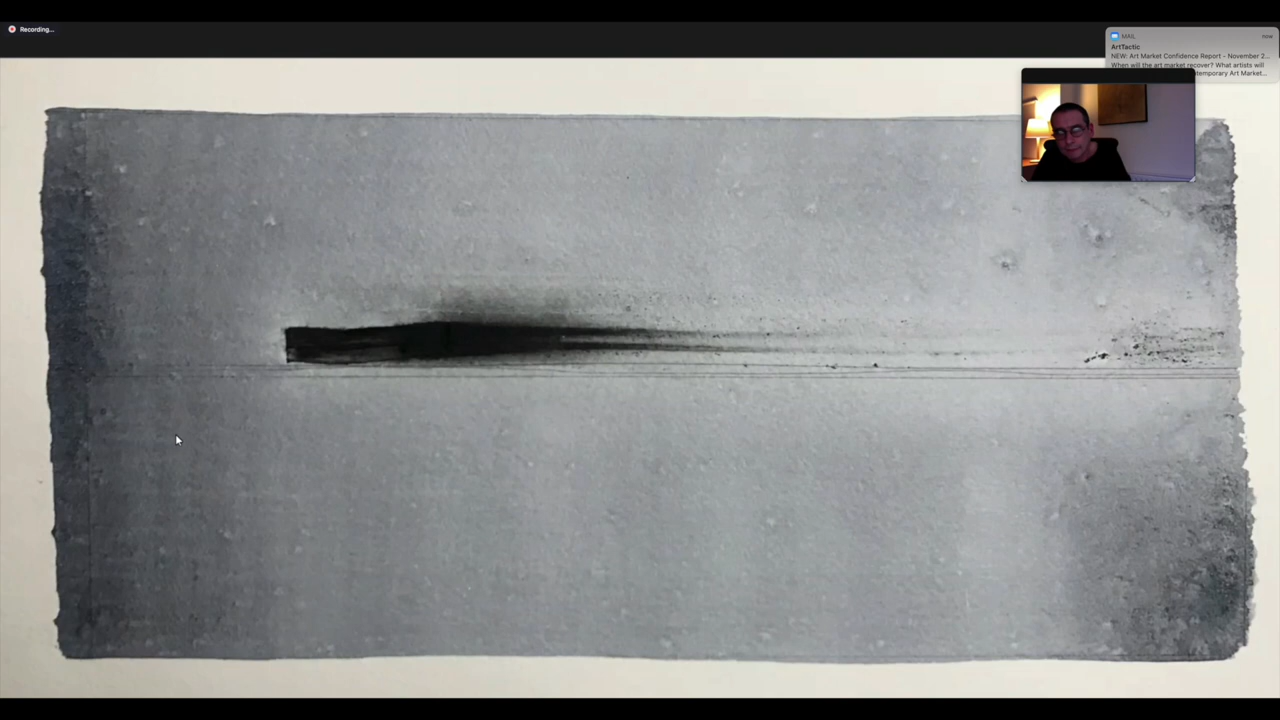 Recording...
MAIL
now
ArtTactic
NEW: Art Market Confidence Report – November 2...
When will the art market recover? What artists will
temporary Art Market...